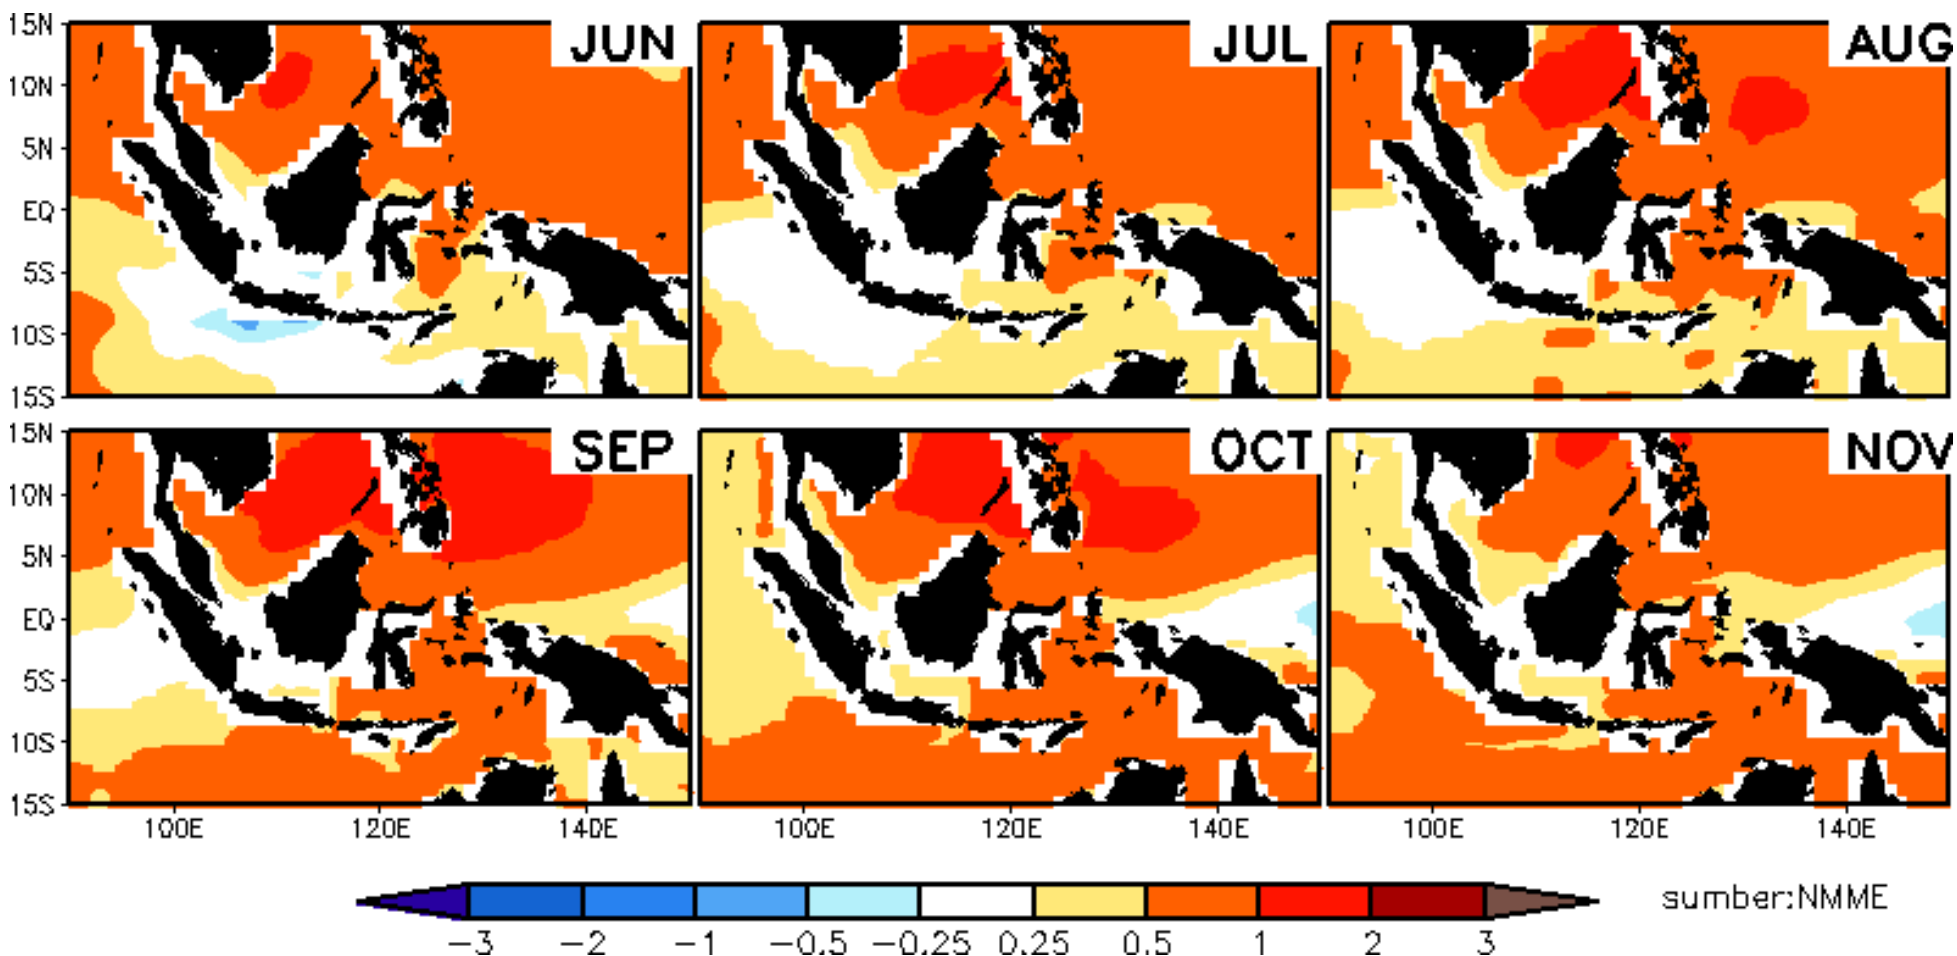 15N JUN JUL AUG
10N
5N
EQ
5S
10S
15S
15N SEP OCT NOV
10N
5N
EQ
5S
10S
15S
100E 120E 140E 100E 120E 140E 100E 120E 140E
sumber:NMME
-3 -2 -1 -0.5 -0.25 0.25 0.5 1 2 3